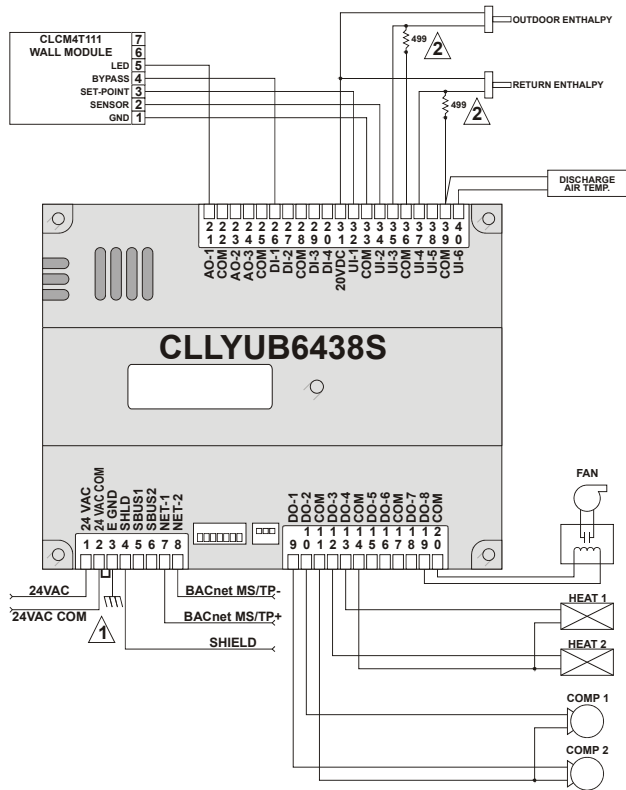 CLCM4T111
WALL MODULE
7
6
LED 5
BYPASS 4
SET-POINT 3
SENSOR 2
GND 1
OUTDOOR ENTHALPY
499
2
RETURN ENTHALPY
499
2
DISCHARGE
AIR TEMP.
21 22 23 24 25 26 27 28 29 20 31 32 33 34 35 36 37 38 39 40
AO-1 COM AO-2 AO-3 COM DI-1 DI-2 COM DI-3 DI-4 20VDC UI-1 COM UI-2 UI-3 COM UI-4 UI-5 COM UI-6
CLLYUB6438S
24 VAC
24 VAC COM
E GND
SHLD
SBUS1
SBUS2
NET-1
NET-2
1 2 3 4 5 6 7 8
DO-1
DO-2
COM
DO-3
DO-4
COM
DO-5
DO-6
COM
DO-7
DO-8
COM
9 10 11 12 13 14 15 16 17 18 19 20
FAN
24VAC
24VAC COM
1
BACnet MS/TP-
BACnet MS/TP+
SHIELD
HEAT 1
HEAT 2
COMP 1
COMP 2